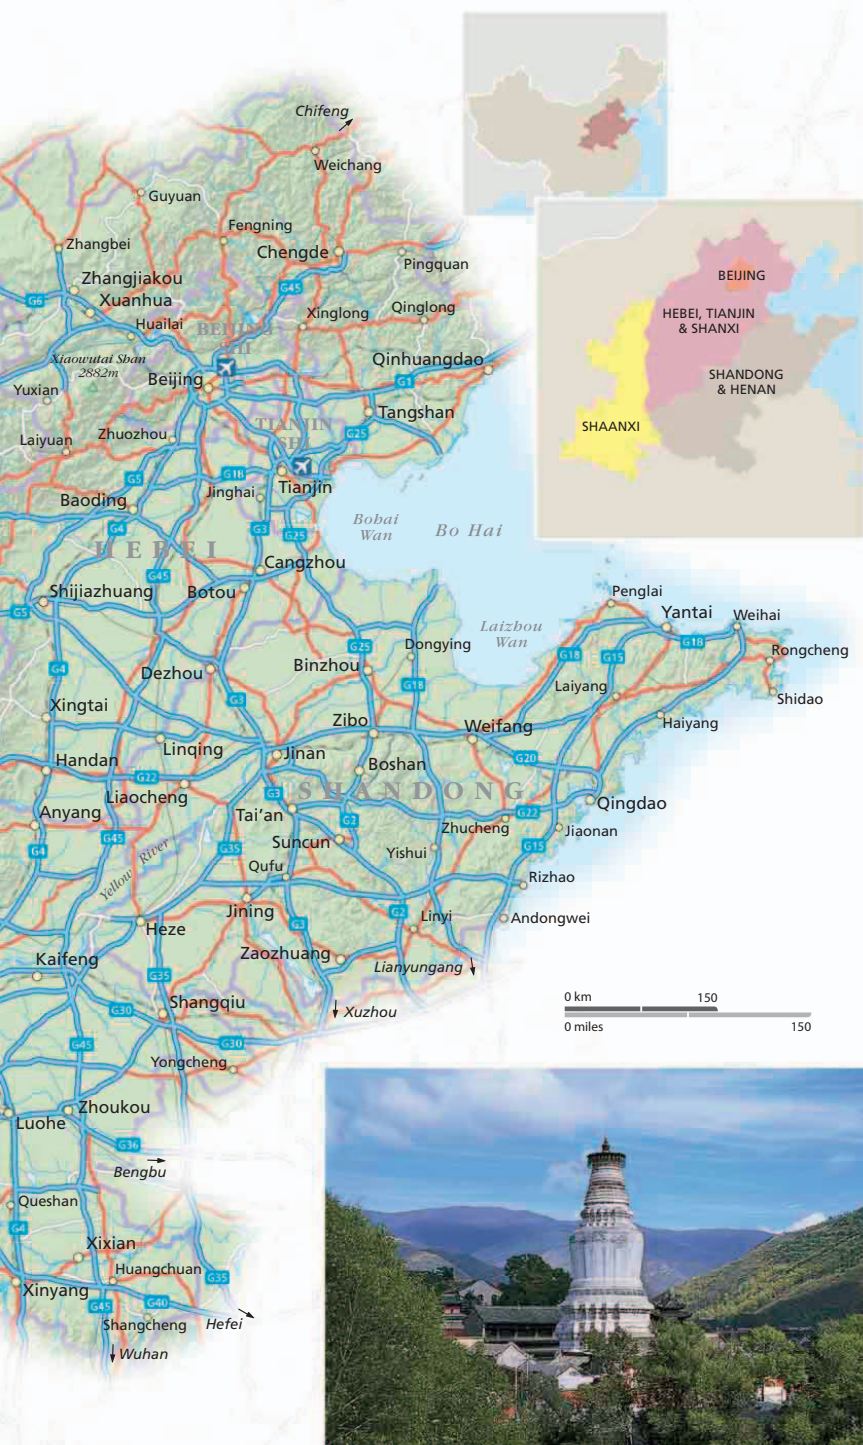 Chifeng
Weichang
Guyuan
Fengning
Zhangbei
Chengde
Pingquan
Zhangjiakou
G45
G6
Xuanhua
Xinglong
Qinglong
Huailai
BEIJING
SHI
Xiaowutai Shan
2882m
Qinhuangdao
Beijing
G1
Yuxian
Tangshan
TIANJIN
SHI
Laiyuan
Zhuozhou
G25
G5
G18
Jinghai
Tianjin
Baoding
G4
G3
G25
Bohai
Wan
Bo Hai
HEBEI
G45
Cangzhou
Shijiazhuang
Botou
G5
Penglai
Yantai
Weihai
Laizhou
Wan
G18
G15
G18
Rongcheng
G25
Dongying
G4
Dezhou
Binzhou
G18
Laiyang
Shidao
G3
Xingtai
Zibo
Weifang
Haiyang
Linqing
Jinan
G20
Handan
Boshan
G22
Liaocheng
G3
SHANDONG
Qingdao
Anyang
Tai'an
G2
G22
Zhucheng
Jiaonan
G45
G4
G35
Suncun
Yishui
G15
Yellow River
Qufu
Rizhao
Jining
G2
Linyi
Andongwei
Heze
G3
Kaifeng
Zaozhuang
Lianyungang
G35
Shangqiu
G30
Xuzhou
G45
G30
Yongcheng
Zhoukou
Luohe
G36
Bengbu
Queshan
G4
Xixian
Huangchuan
G35
Xinyang
G45
G40
Shangcheng
Hefei
Wuhan
BEIJING
HEBEI, TIANJIN
& SHANXI
SHANDONG
& HENAN
SHAANXI
0 km 150
0 miles 150